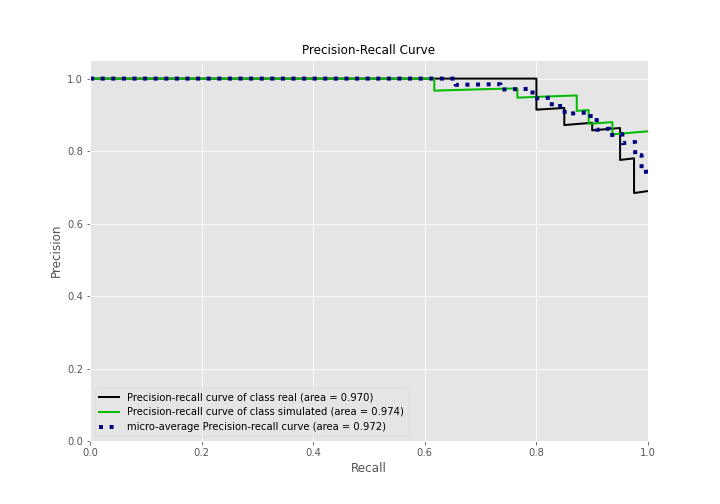 Precision-Recall Curve
1.0
0.8
0.6
0.4
0.2
0.0
Precision
Precision-recall curve of class real (area = 0.970)
Precision-recall curve of class simulated (area = 0.974)
micro-average Precision-recall curve (area = 0.972)
0.0 0.2 0.4 0.6 0.8 1.0
Recall